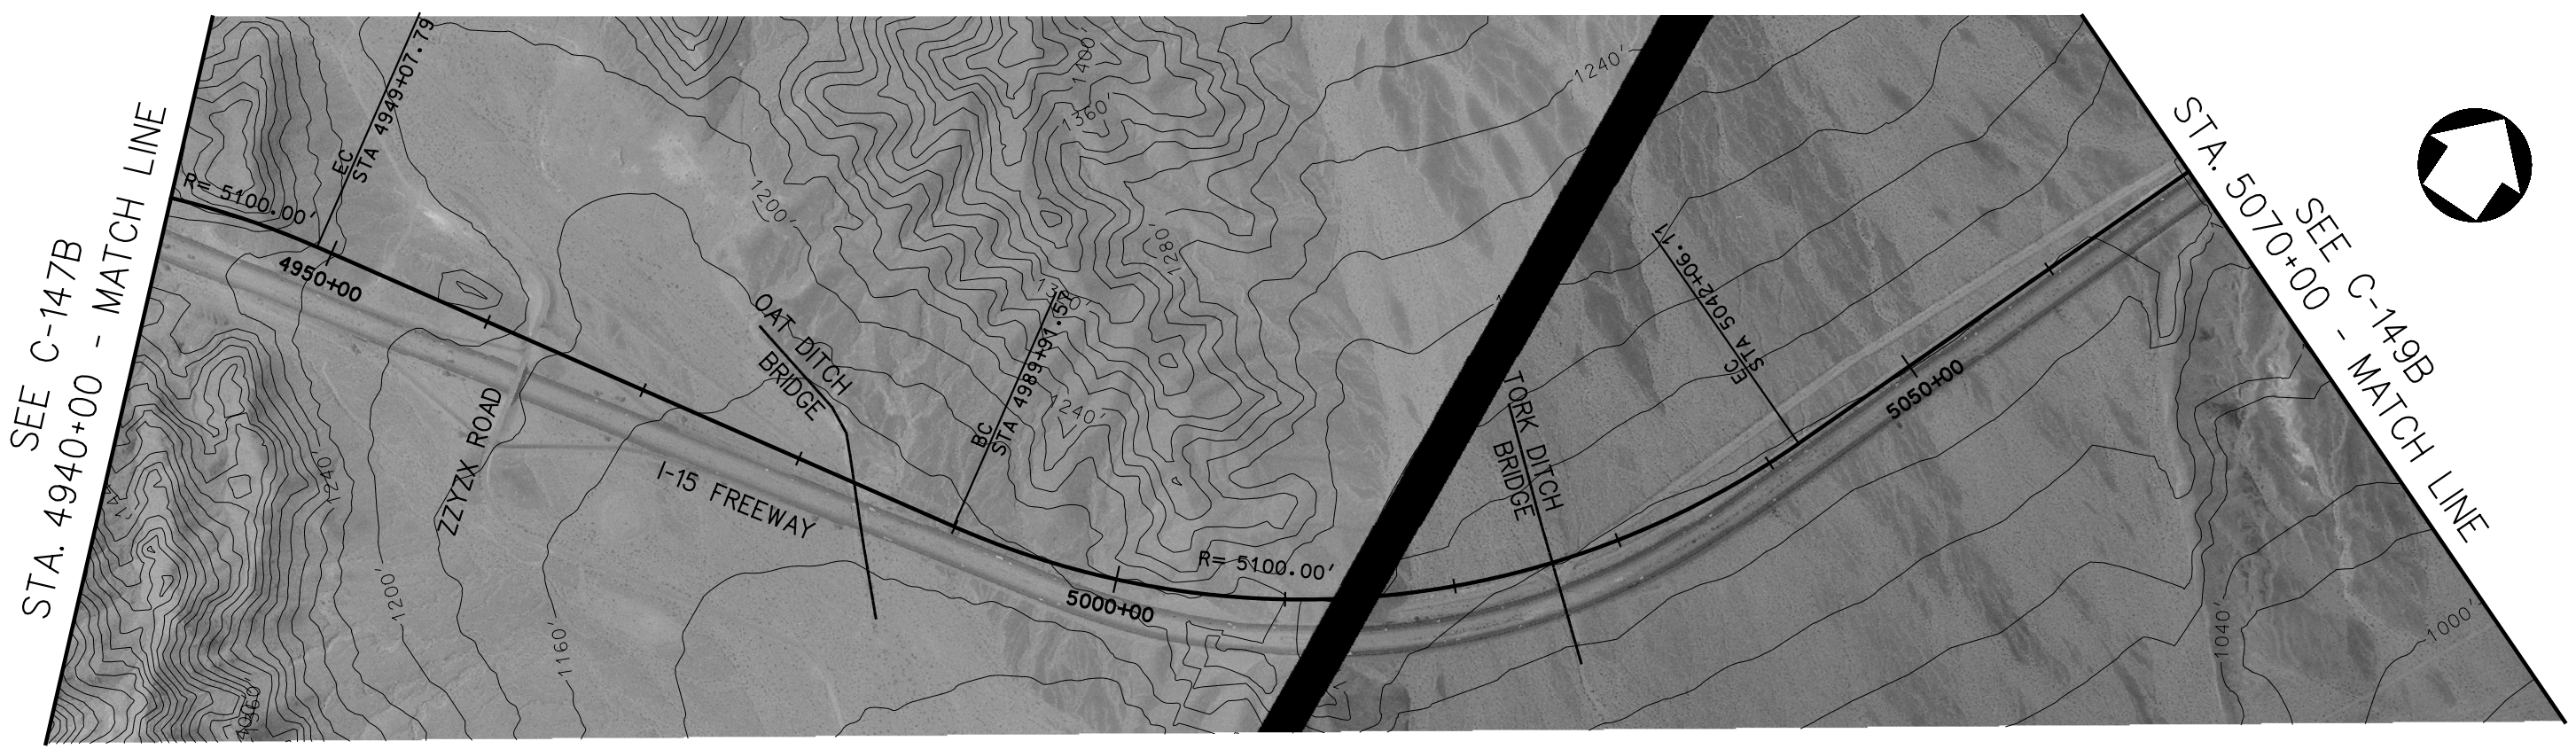 SEE C-147B
STA. 4940+00 - MATCH LINE
R= 5100.00'
EC
STA 4949+07.79
4950+00
1240'
1200'
1160'
ZZYZX ROAD
I-15 FREEWAY
1200'
OAT DITCH
BRIDGE
BC
STA 4989+91.57
1400'
1360'
1280'
1320'
1240'
R= 5100.00'
5000+00
1240'
TORK DITCH
BRIDGE
EC
STA 5042+06.11
5050+00
1040'
1000'
STA. 5070+00 - MATCH LINE
SEE C-149B